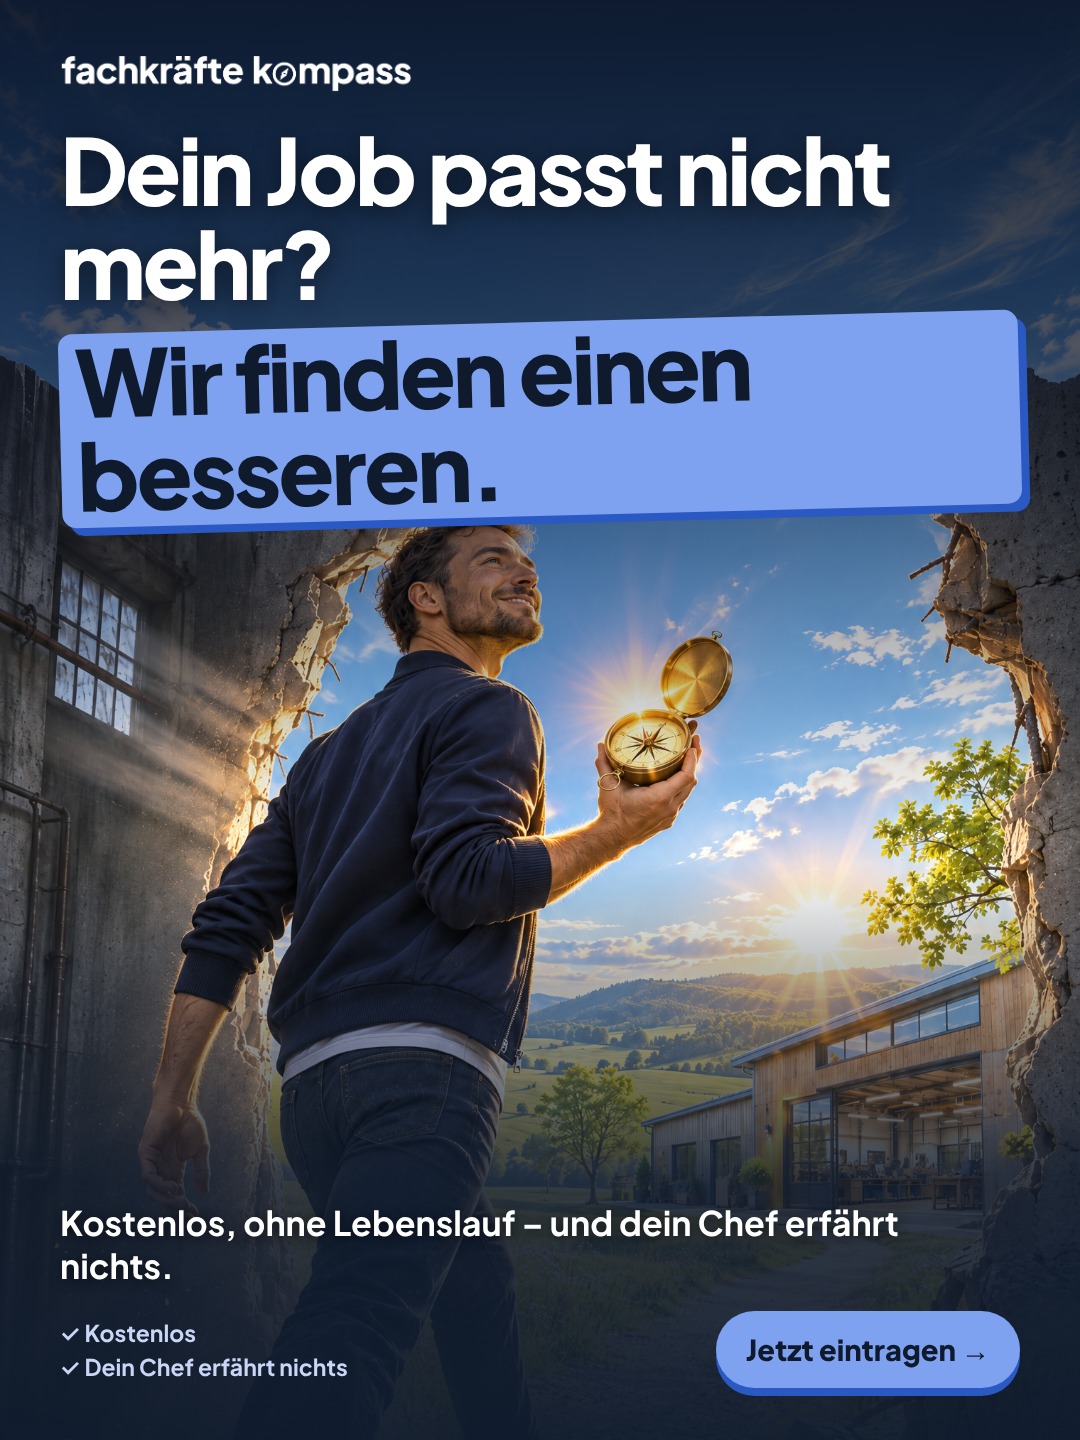 fachkräfte kompass
Dein Job passt nicht
mehr?
Wir finden einen
besseren.
Kostenlos, ohne Lebenslauf – und dein Chef erfährt
nichts.
✓ Kostenlos
✓ Dein Chef erfährt nichts
Jetzt eintragen →